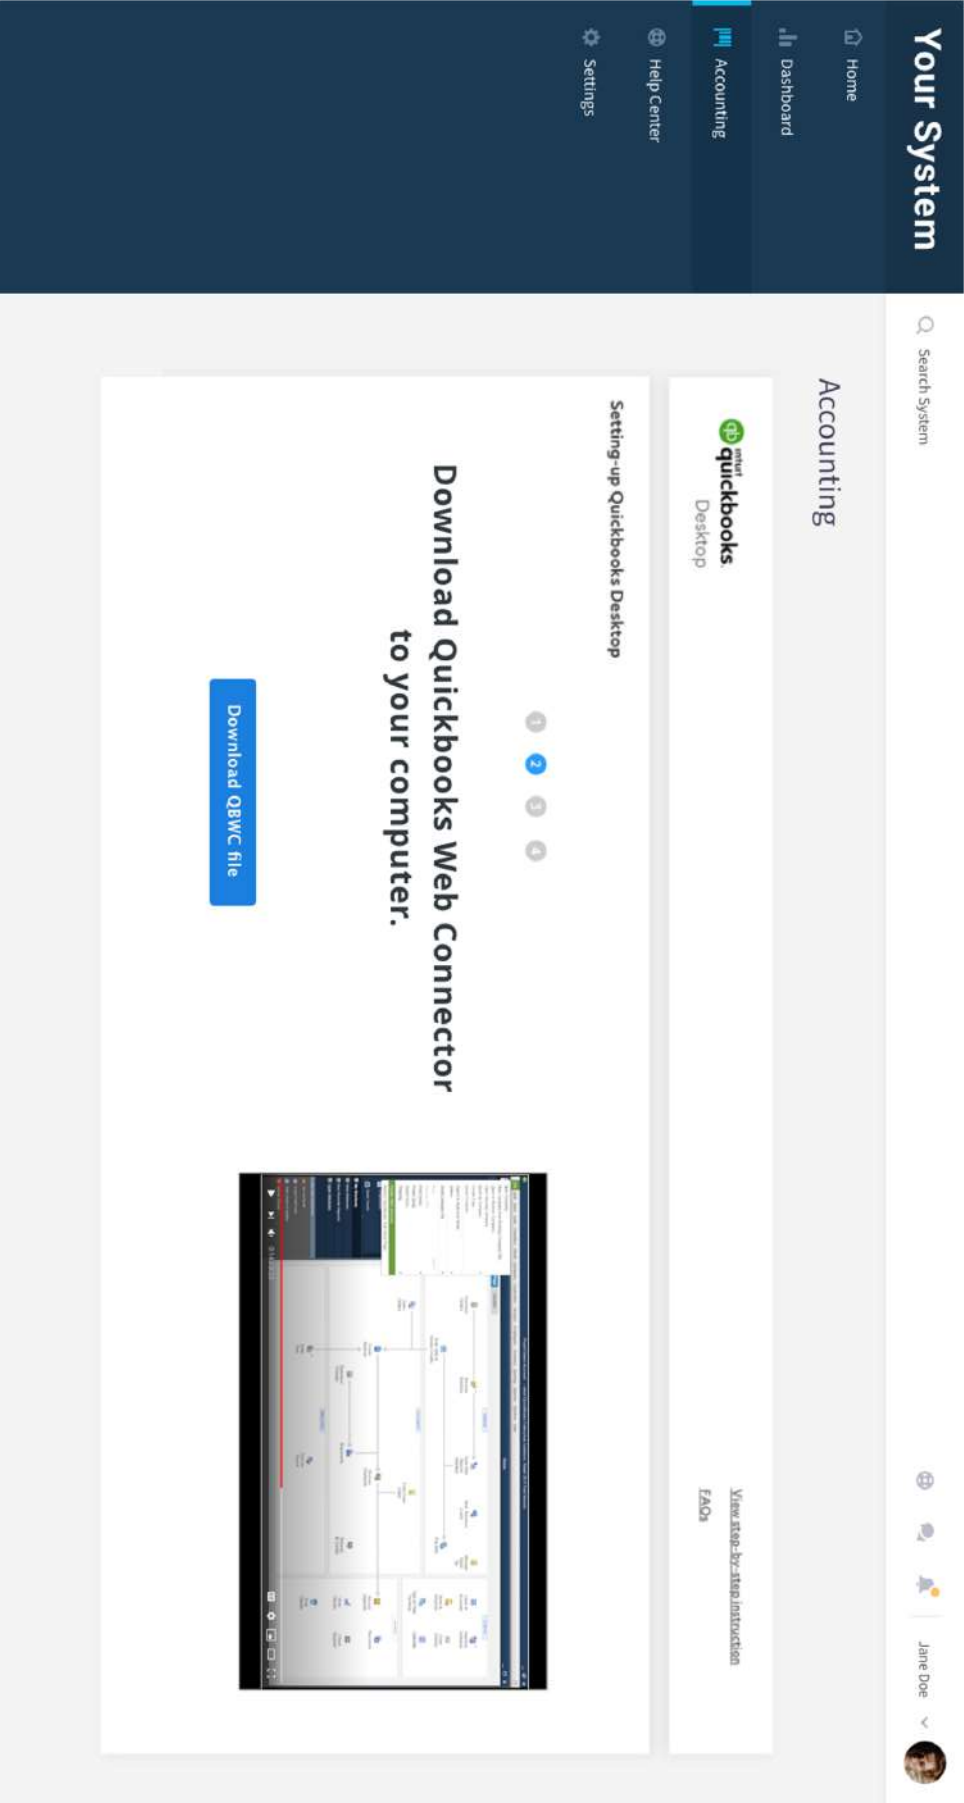 Your System
Search System
Jane Doe
Home
Dashboard
Accounting
Help Center
Settings
Accounting
intuit
qb quickbooks.
Desktop
View step-by-step instruction
FAQs
Setting-up Quickbooks Desktop
1 2 3 4
Download Quickbooks Web Connector
to your computer.
Download QBWC file